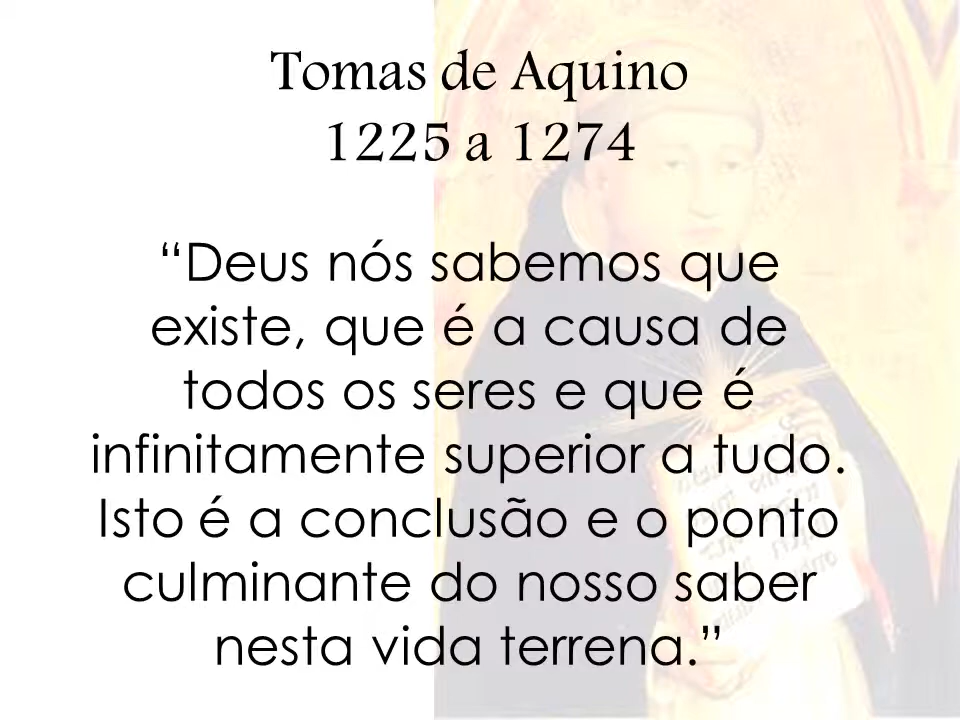 Tomas de Aquino
1225 a 1274
“Deus nós sabemos que
existe, que é a causa de
todos os seres e que é
infinitamente superior a tudo.
Isto é a conclusão e o ponto
culminante do nosso saber
nesta vida terrena.”